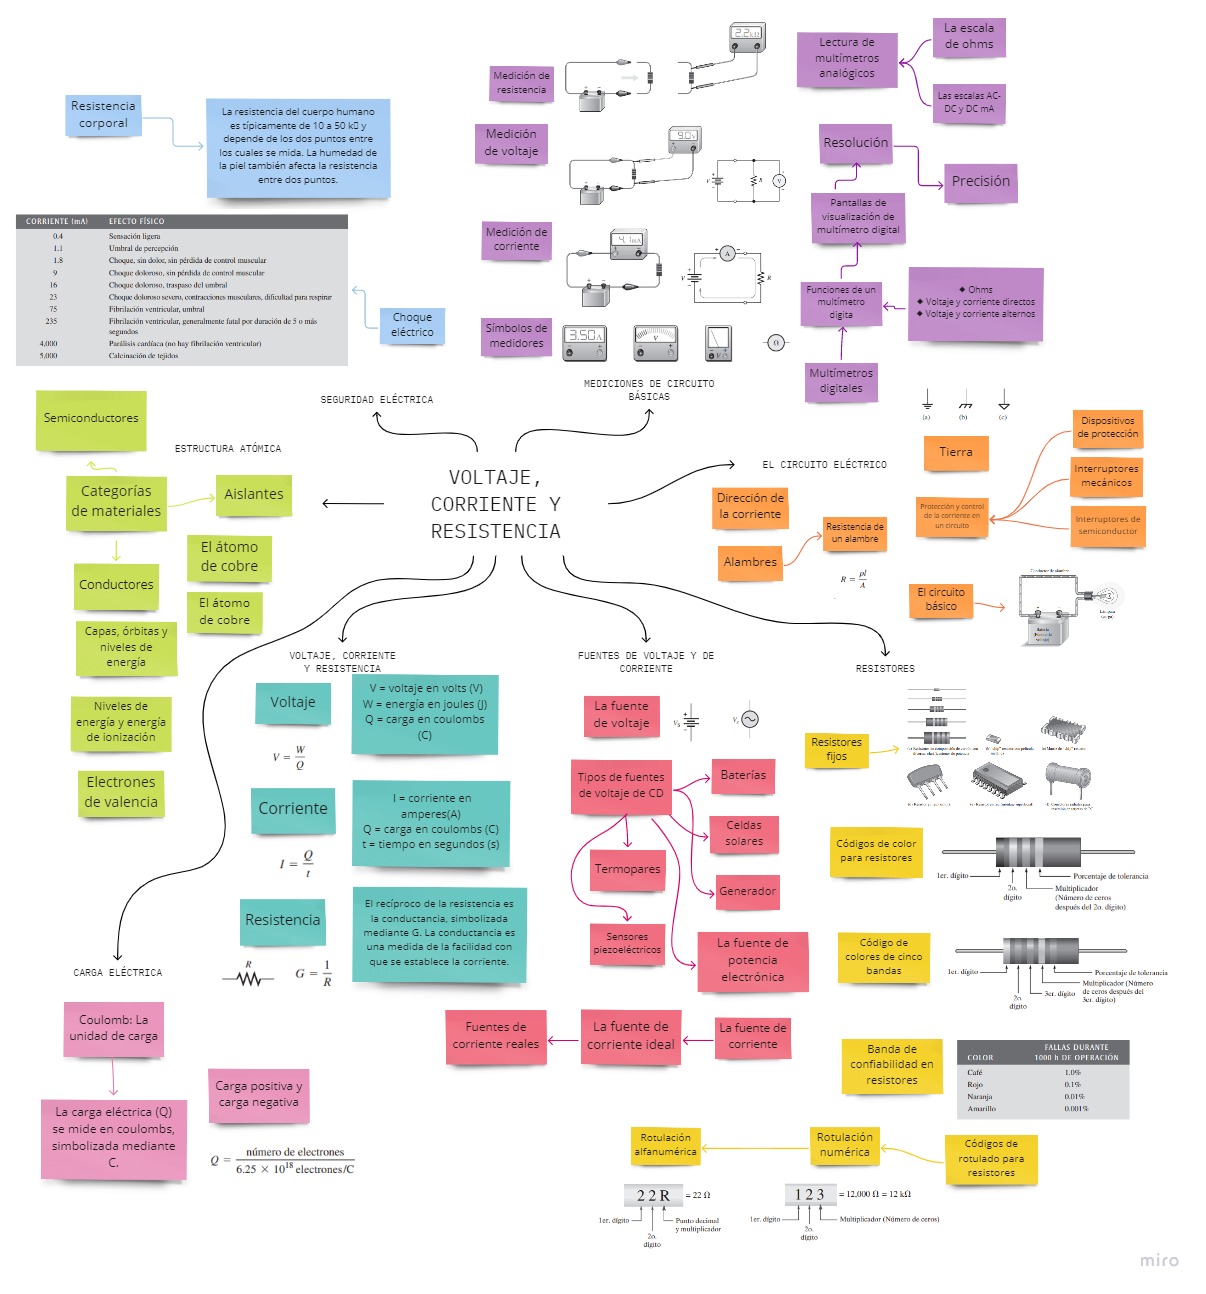 Resistencia
corporal
La resistencia del cuerpo humano
es típicamente de 10 a 50 k▯ y
depende de los dos puntos entre
los cuales se mida. La humedad de
la piel también afecta la resistencia
entre dos puntos.
CORRIENTE (mA) EFECTO FÍSICO
0.4 Sensación ligera
1.1 Umbral de percepción
1.8 Choque, sin dolor, sin pérdida de control muscular
9 Choque doloroso, sin pérdida de control muscular
16 Choque doloroso, traspaso del umbral
23 Choque doloroso severo, contracciones musculares, dificultad para respirar
75 Fibrilación ventricular, umbral
235 Fibrilación ventricular, generalmente fatal por duración de 5 o más
segundos
4,000 Parálisis cardíaca (no hay fibrilación ventricular)
5,000 Calcinación de tejidos
Choque
eléctrico
SEGURIDAD ELÉCTRICA
Medición de
resistencia
2.2kR
Medición
de voltaje
9.0V
V
R
V
Medición de
corriente
4.1mA
A
V
R
Símbolos de
medidores
3.50A
V
V
Ω
MEDICIONES DE CIRCUITO
BÁSICAS
Lectura de
multímetros
analógicos
La escala
de ohms
Las escalas AC-
DC y DC mA
Resolución
Precisión
Pantallas de
visualización de
multímetro digital
Funciones de un
multímetro
digita
◆ Ohms
◆ Voltaje y corriente directos
◆ Voltaje y corriente alternos
Multímetros
digitales
Semiconductores
ESTRUCTURA ATÓMICA
Categorías
de materiales
Aislantes
El átomo
de cobre
Conductores
El átomo
de cobre
Capas, órbitas y
niveles de
energía
Niveles de
energía y energía
de ionización
Electrones
de valencia
VOLTAJE,
CORRIENTE Y
RESISTENCIA
EL CIRCUITO ELÉCTRICO
Dirección de
la corriente
Alambres
Resistencia de
un alambre
R = ρl
A
(a) (b) (c)
Tierra
Protección y control
de la corriente en
un circuito
Dispositivos
de protección
Interruptores
mecánicos
Interruptores de
semiconductor
El circuito
básico
Conductor de alambre
Batería
VOLTAJE, CORRIENTE
Y RESISTENCIA
Voltaje
V = voltaje en volts (V)
W = energía en joules (J)
Q = carga en coulombs
(C)
V = W
Q
Corriente
I = corriente en
amperes(A)
Q = carga en coulombs (C)
t = tiempo en segundos (s)
I = Q
t
Resistencia
El recíproco de la resistencia es
la conductancia, simbolizada
mediante G. La conductancia es
una medida de la facilidad con
que se establece la corriente.
R
G = 1
R
FUENTES DE VOLTAJE Y DE
CORRIENTE
La fuente
de voltaje
Vs
Vs
Tipos de fuentes
de voltaje de CD
Baterías
Celdas
solares
Termopares
Generador
Sensores
piezoeléctricos
La fuente de
potencia
electrónica
Fuentes de
corriente reales
La fuente de
corriente ideal
La fuente de
corriente
RESISTORES
Resistores
fijos
Códigos de color
para resistores
1er. dígito
2o.
dígito
Porcentaje de tolerancia
Multiplicador
(Número de ceros
después del 2o. dígito)
Código de
colores de cinco
bandas
1er. dígito
2o.
dígito
3er. dígito
Porcentaje de tolerancia
Multiplicador (Número
de ceros después del
3er. dígito)
Banda de
confiabilidad en
resistores
FALLAS DURANTE
COLOR 1000 h DE OPERACIÓN
Café 1.0%
Rojo 0.1%
Naranja 0.01%
Amarillo 0.001%
Rotulación
alfanumérica
Rotulación
numérica
Códigos de
rotulado para
resistores
22R = 22 Ω
1er. dígito
2o.
dígito
Punto decimal
y multiplicador
123 = 12,000 Ω = 12 kΩ
1er. dígito
2o.
dígito
Multiplicador (Número de ceros)
CARGA ELÉCTRICA
Coulomb: La
unidad de carga
La carga eléctrica (Q)
se mide en coulombs,
simbolizada mediante
C.
Carga positiva y
carga negativa
Q = número de electrones
6.25 × 10¹⁸ electrones/C
miro